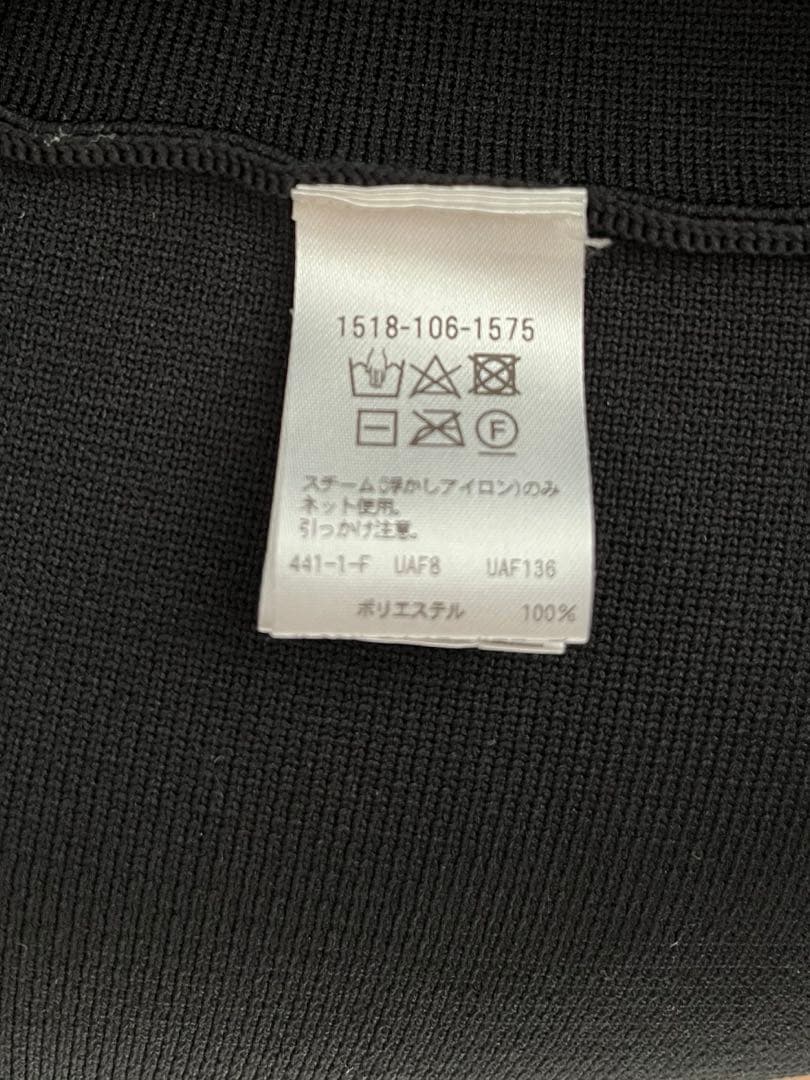 1518-106-1575
F
スチーム(浮かしアイロン)のみ
ネット使用。
引っかけ注意。
441-1-F UAF8 UAF136
ポリエステル 100%